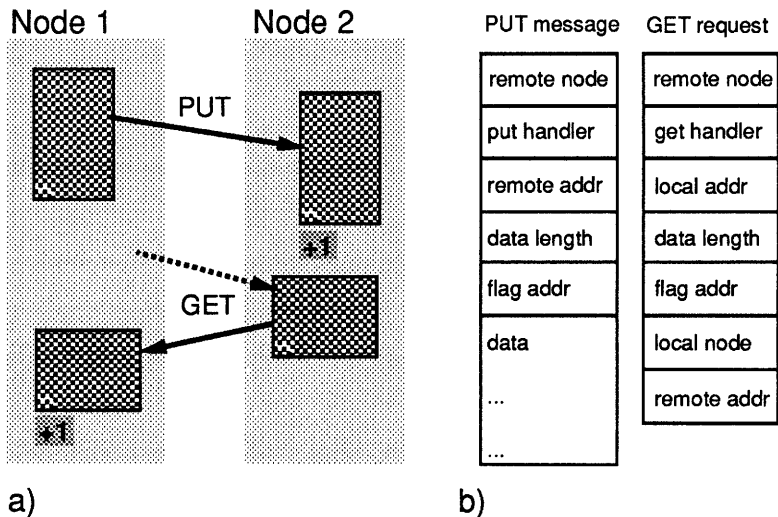 Node 1
Node 2
PUT
+1
GET
+1
a)
PUT message
remote node
put handler
remote addr
data length
flag addr
data
...
...
GET request
remote node
get handler
local addr
data length
flag addr
local node
remote addr
b)